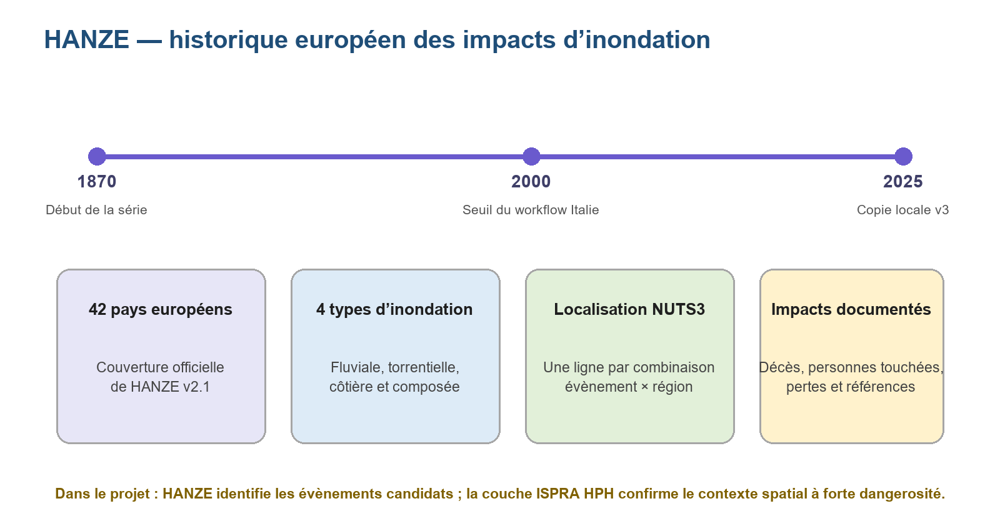 HANZE — historique européen des impacts d’inondation
1870
2000
2025
Début de la série
Seuil du workflow Italie
Copie locale v3
42 pays européens
Couverture officielle
de HANZE v2.1
4 types d’inondation
Fluviale, torrentielle,
côtière et composée
Localisation NUTS3
Une ligne par combinaison
évènement × région
Impacts documentés
Décès, personnes touchées,
pertes et références
Dans le projet : HANZE identifie les évènements candidats ; la couche ISPRA HPH confirme le contexte spatial à forte dangerosité.